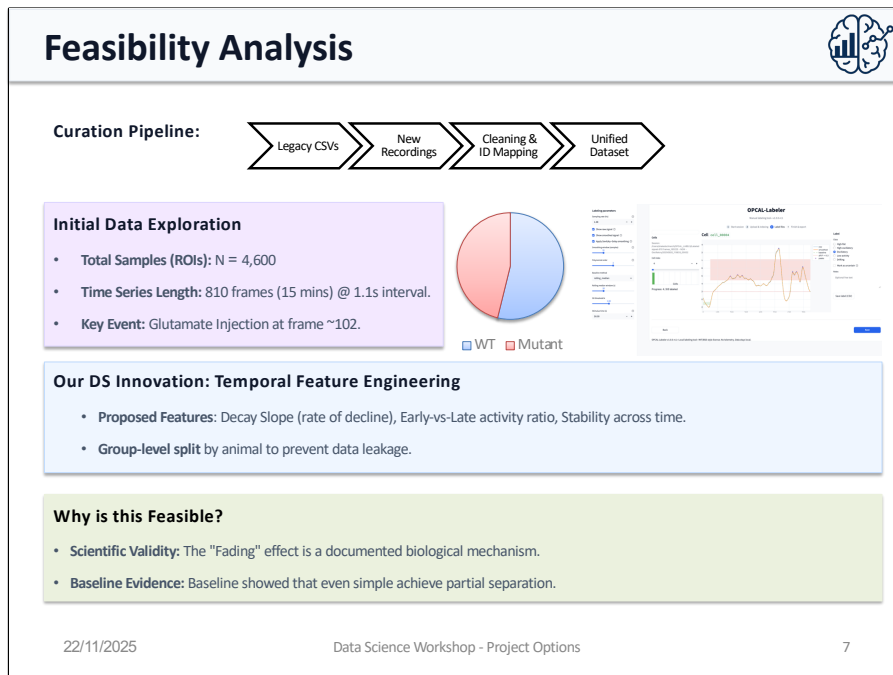 Feasibility Analysis
Curation Pipeline:
Legacy CSVs
New
Recordings
Cleaning &
ID Mapping
Unified
Dataset
Initial Data Exploration
• Total Samples (ROIs): N = 4,600
• Time Series Length: 810 frames (15 mins) @ 1.1s interval.
• Key Event: Glutamate Injection at frame ~102.
WT
Mutant
OPCAL-Labeler
Our DS Innovation: Temporal Feature Engineering
• Proposed Features: Decay Slope (rate of decline), Early-vs-Late activity ratio, Stability across time.
• Group-level split by animal to prevent data leakage.
Why is this Feasible?
• Scientific Validity: The "Fading" effect is a documented biological mechanism.
• Baseline Evidence: Baseline showed that even simple achieve partial separation.
22/11/2025
Data Science Workshop - Project Options
7